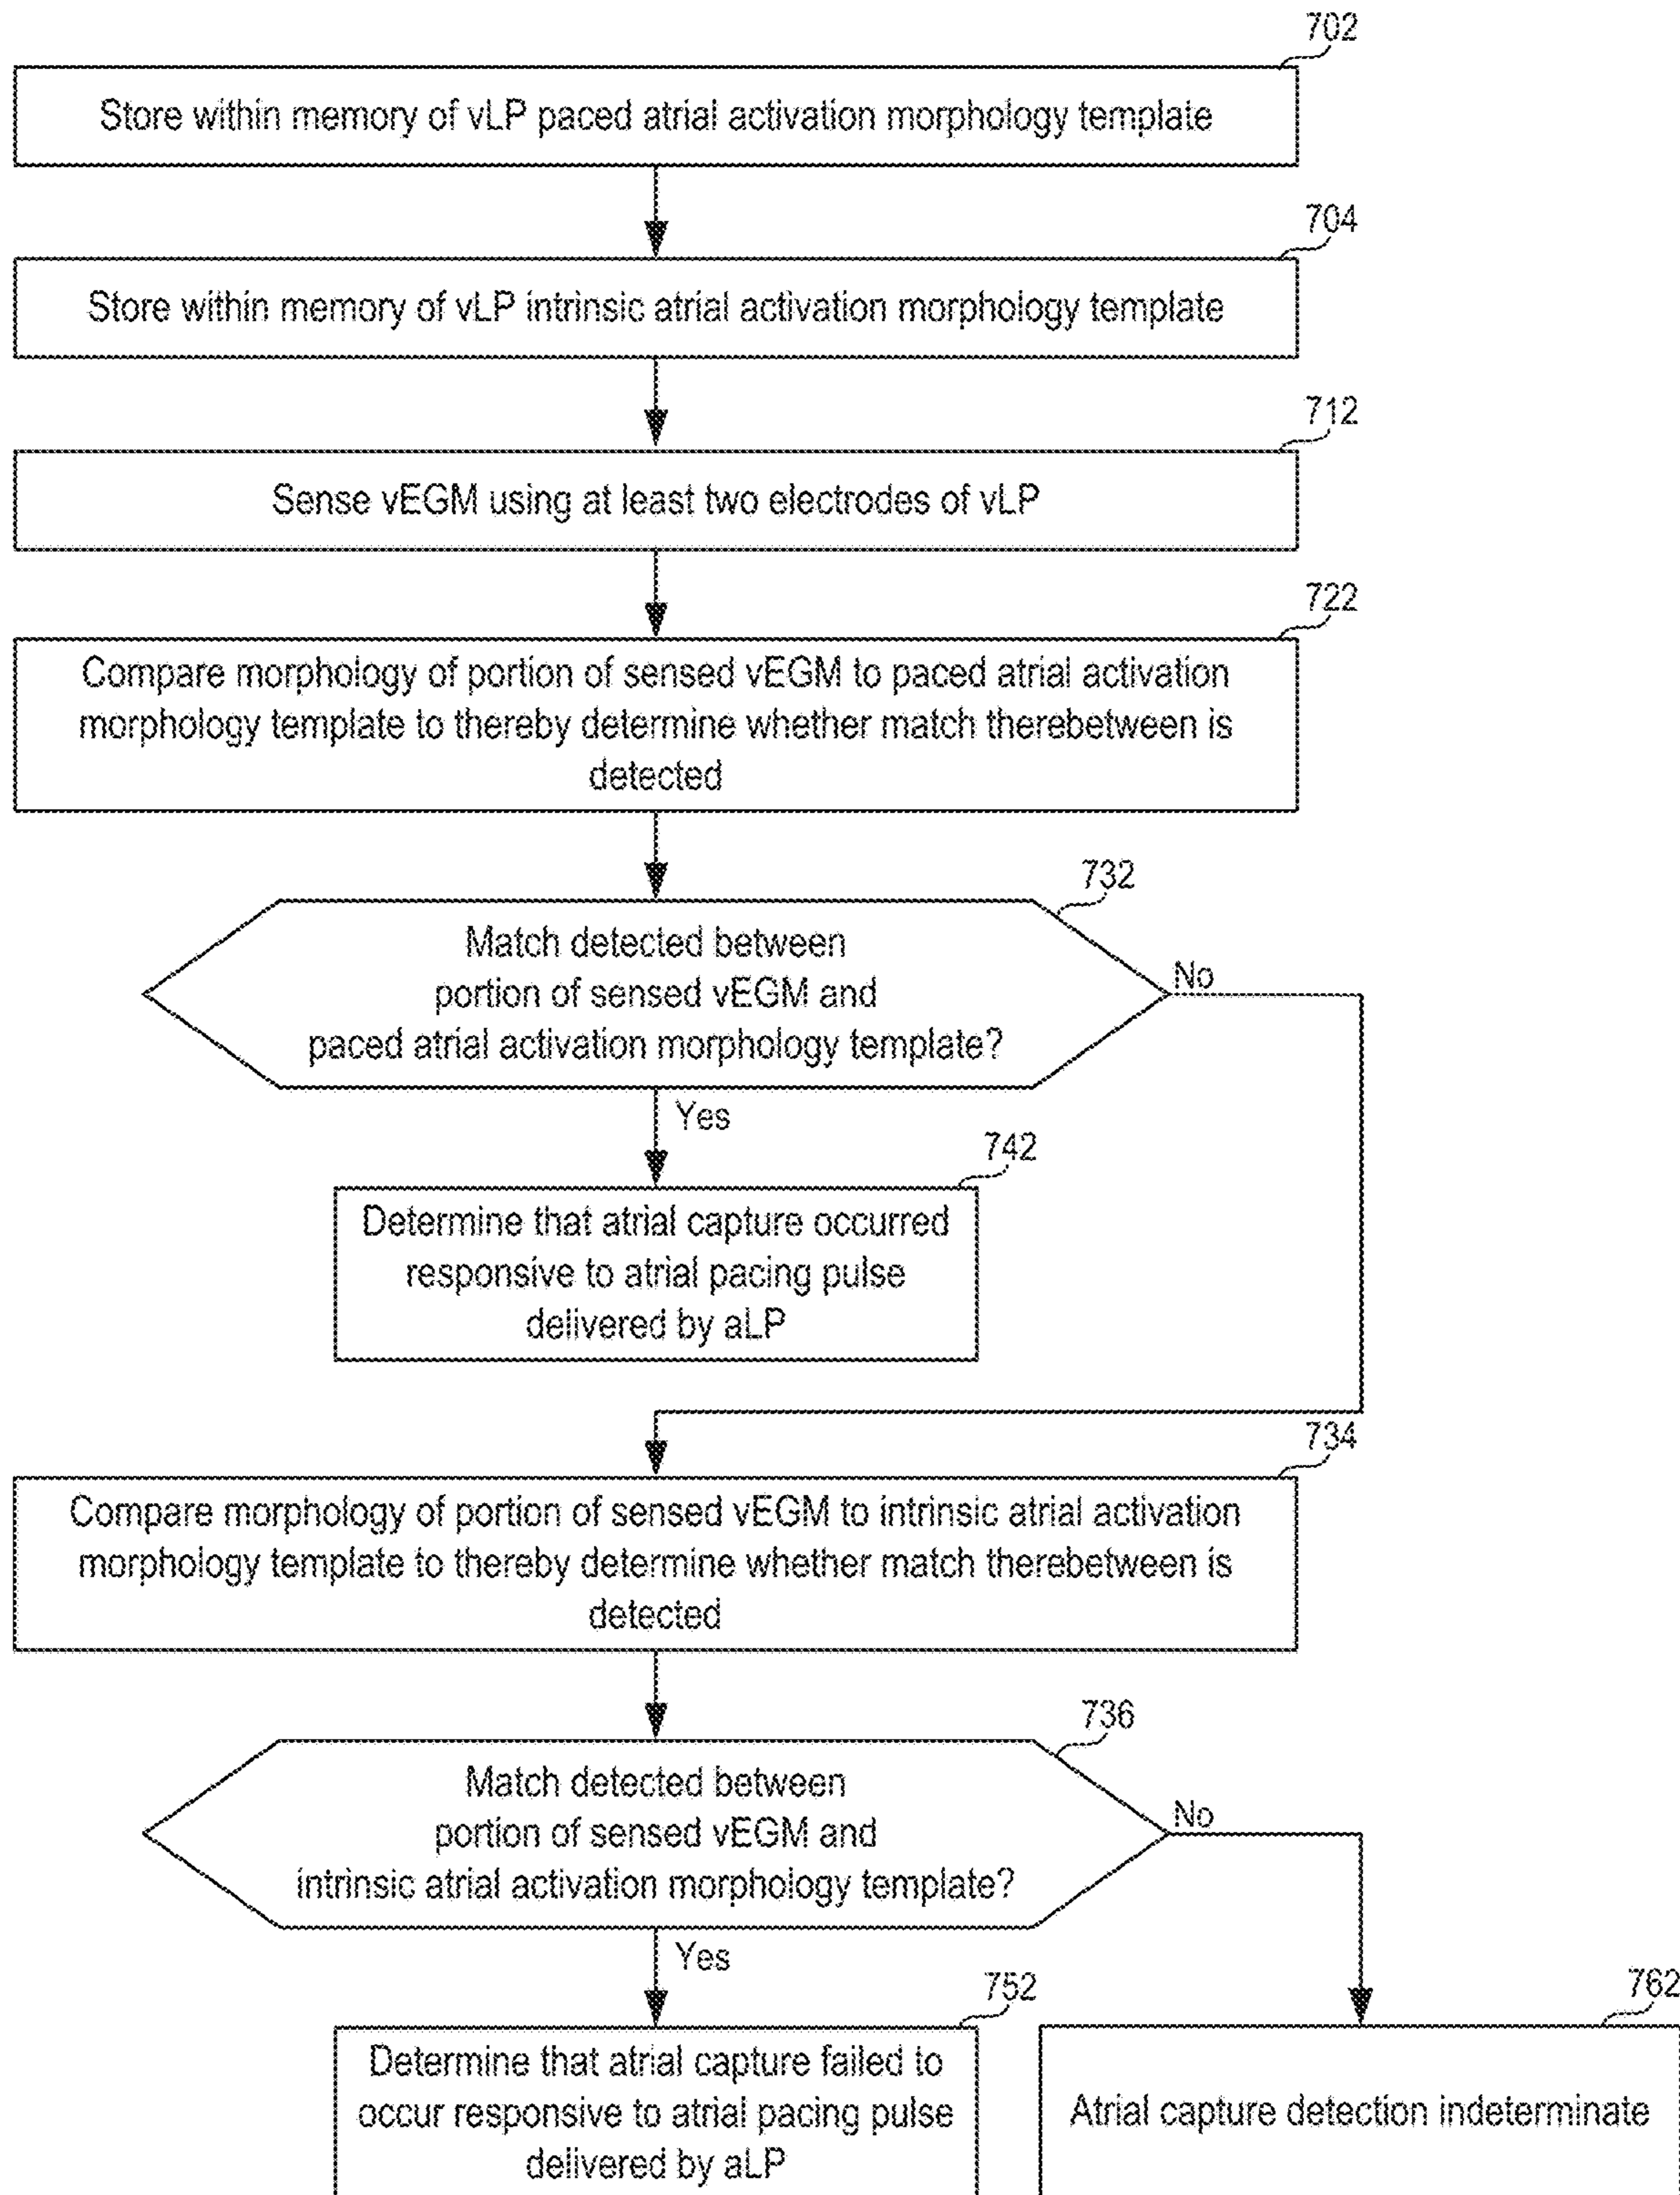 702
Store within memory of vLP paced atrial activation morphology template
704
Store within memory of vLP intrinsic atrial activation morphology template
712
Sense vEGM using at least two electrodes of vLP
722
Compare morphology of portion of sensed vEGM to paced atrial activation
morphology template to thereby determine whether match therebetween is
detected
732
Match detected between
portion of sensed vEGM and
paced atrial activation morphology template?
No
Yes
742
Determine that atrial capture occurred
responsive to atrial pacing pulse
delivered by aLP
734
Compare morphology of portion of sensed vEGM to intrinsic atrial activation
morphology template to thereby determine whether match therebetween is
detected
736
Match detected between
portion of sensed vEGM and
intrinsic atrial activation morphology template?
No
Yes
752
Determine that atrial capture failed to
occur responsive to atrial pacing pulse
delivered by aLP
762
Atrial capture detection indeterminate